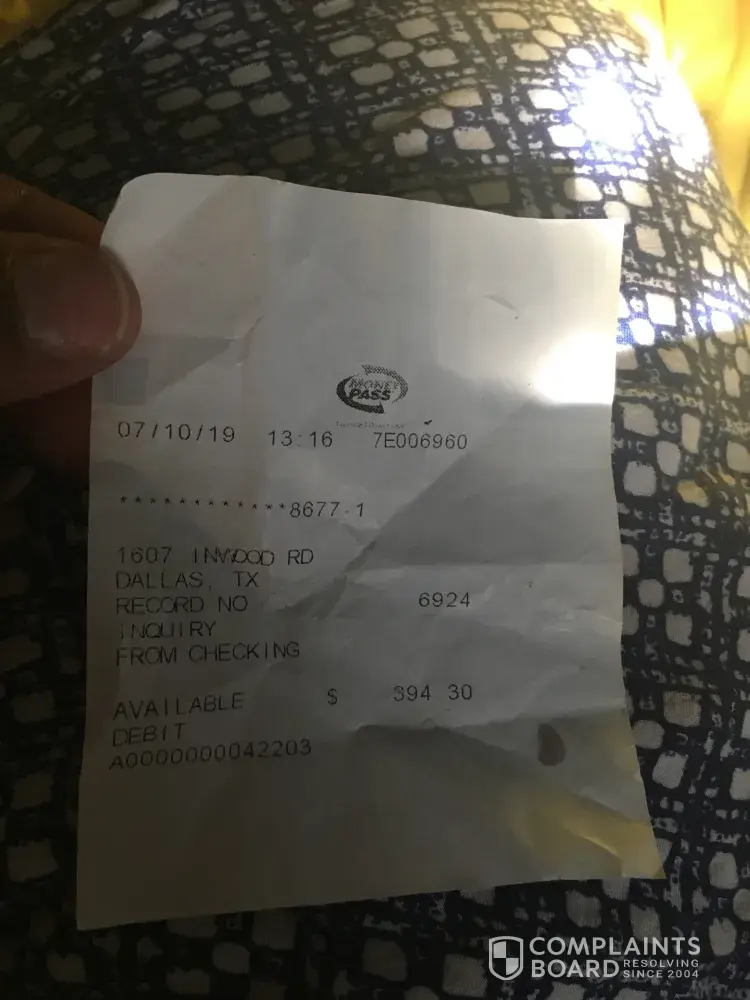 MONEY
PASS
07/10/19 13:16 7E006960
************8677-1
1607 INWOOD RD
DALLAS, TX
RECORD NO 6924
INQUIRY
FROM CHECKING
AVAILABLE $ 394 30
DEBIT
A0000000042203
COMPLAINTS
BOARD RESOLVING
SINCE 2004